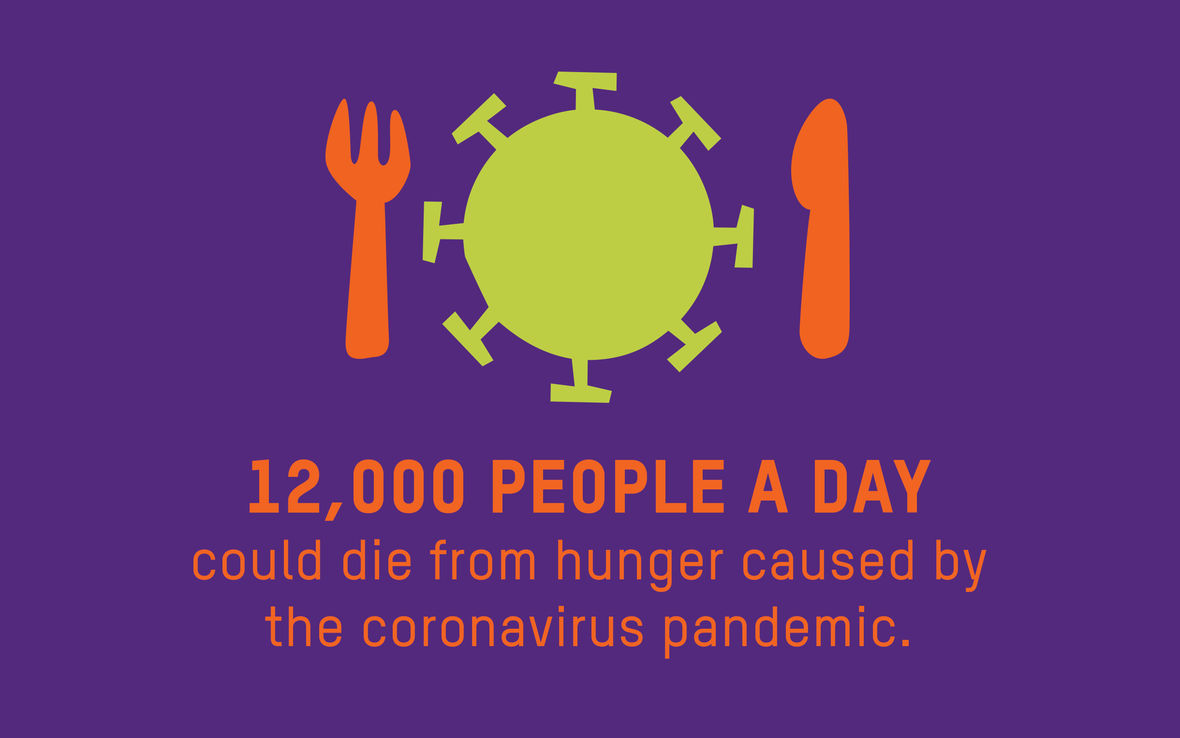 12,000 PEOPLE A DAY
could die from hunger caused by
the coronavirus pandemic.